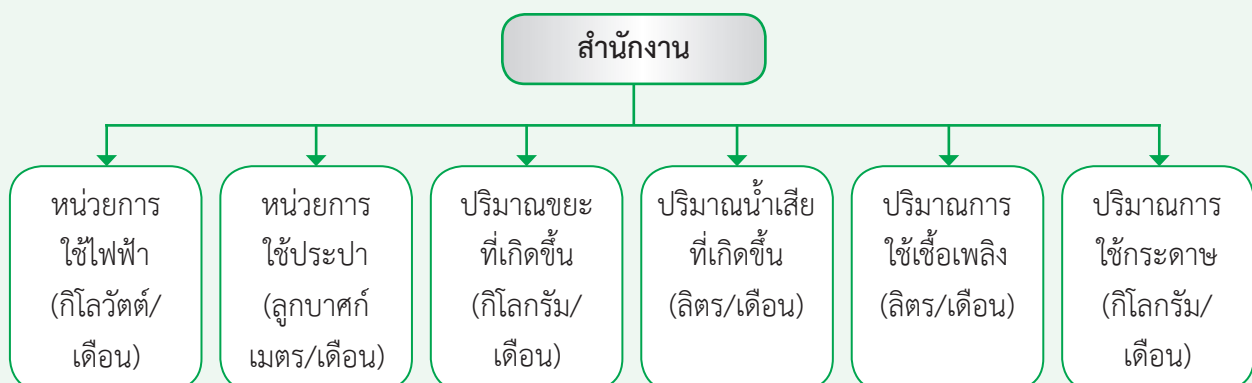 สำนักงาน
หน่วยการ
ใช้ไฟฟ้า
(กิโลวัตต์/
เดือน)
หน่วยการ
ใช้ประปา
(ลูกบาศก์
เมตร/เดือน)
ปริมาณขยะ
ที่เกิดขึ้น
(กิโลกรัม/
เดือน)
ปริมาณน้ำเสีย
ที่เกิดขึ้น
(ลิตร/เดือน)
ปริมาณการ
ใช้เชื้อเพลิง
(ลิตร/เดือน)
ปริมาณการ
ใช้กระดาษ
(กิโลกรัม/
เดือน)